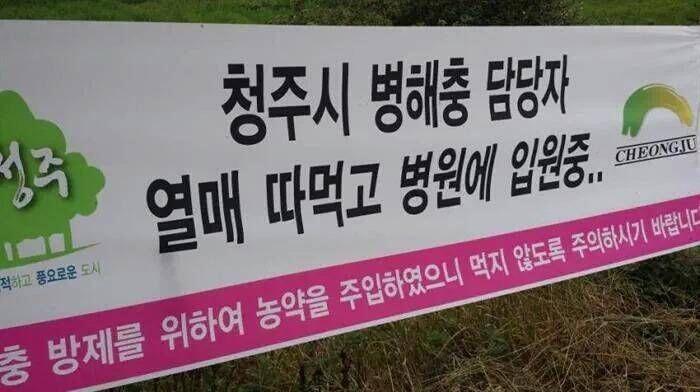 청주시 병해충 담당자
열매 따먹고 병원에 입원중..
청주
적하고 풍요로운 도시
CHEONGJU
충 방제를 위하여 농약을 주입하였으니 먹지 않도록 주의하시기 바랍니다